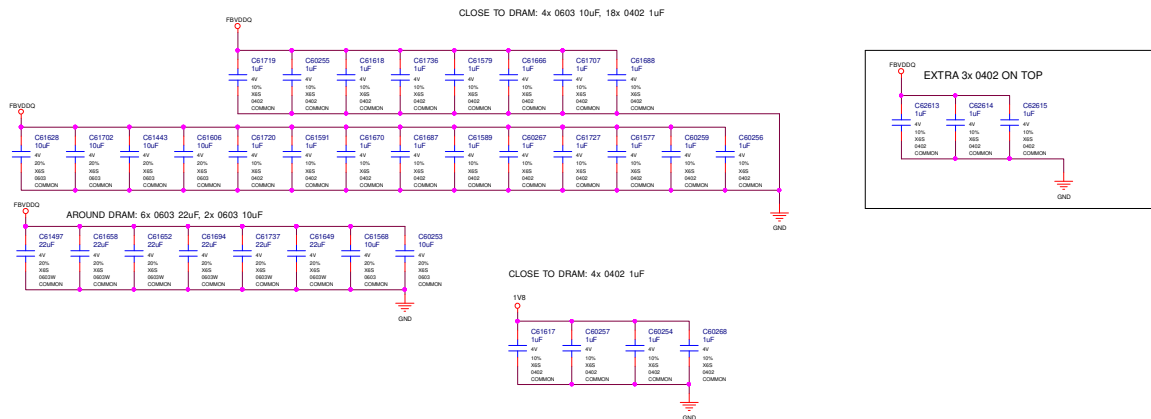 CLOSE TO DRAM: 4x 0603 10uF, 18x 0402 1uF
FBVDDQ
C61719 C60255 C61618 C61736 C61579 C61666 C61707 C61688
1uF 1uF 1uF 1uF 1uF 1uF 1uF 1uF
4V 4V 4V 4V 4V 4V 4V 4V
10% 10% 10% 10% 10% 10% 10% 10%
X6S X6S X6S X6S X6S X6S X6S X6S
0402 0402 0402 0402 0402 0402 0402 0402
COMMON COMMON COMMON COMMON COMMON COMMON COMMON COMMON
FBVDDQ
C61628 C61702 C61443 C61606 C61720 C61591 C61670 C61687 C61589 C60267 C61727 C61577 C60259 C60256
10uF 10uF 10uF 10uF 1uF 1uF 1uF 1uF 1uF 1uF 1uF 1uF 1uF 1uF
4V 4V 4V 4V 4V 4V 4V 4V 4V 4V 4V 4V 4V 4V
20% 20% 20% 20% 10% 10% 10% 10% 10% 10% 10% 10% 10% 10%
X6S X6S X6S X6S X6S X6S X6S X6S X6S X6S X6S X6S X6S X6S
0603 0603 0603 0603 0402 0402 0402 0402 0402 0402 0402 0402 0402 0402
COMMON COMMON COMMON COMMON COMMON COMMON COMMON COMMON COMMON COMMON COMMON COMMON COMMON COMMON
GND
FBVDDQ
AROUND DRAM: 6x 0603 22uF, 2x 0603 10uF
C61497 C61658 C61652 C61694 C61737 C61649 C61568 C60253
22uF 22uF 22uF 22uF 22uF 22uF 10uF 10uF
4V 4V 4V 4V 4V 4V 4V 4V
20% 20% 20% 20% 20% 20% 20% 20%
X6S X6S X6S X6S X6S X6S X6S X6S
0603W 0603W 0603W 0603W 0603W 0603W 0603 0603
COMMON COMMON COMMON COMMON COMMON COMMON COMMON COMMON
GND
CLOSE TO DRAM: 4x 0402 1uF
1V8
C61617 C60257 C60254 C60268
1uF 1uF 1uF 1uF
4V 4V 4V 4V
10% 10% 10% 10%
X6S X6S X6S X6S
0402 0402 0402 0402
COMMON COMMON COMMON COMMON
GND
FBVDDQ
EXTRA 3x 0402 ON TOP
C62613 C62614 C62615
1uF 1uF 1uF
4V 4V 4V
10% 10% 10%
X6S X6S X6S
0402 0402 0402
COMMON COMMON COMMON
GND